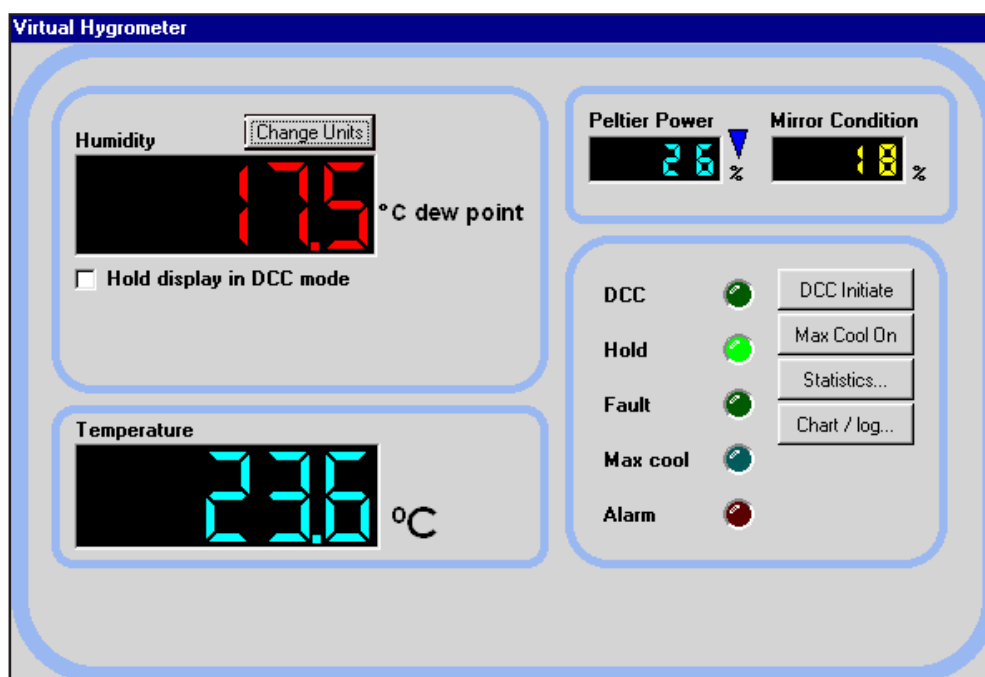 Virtual Hygrometer
Humidity
Change Units
17.5
°C dew point
Hold display in DCC mode
Temperature
23.6
ºC
Peltier Power
26
%
Mirror Condition
18
%
DCC
DCC Initiate
Hold
Max Cool On
Fault
Statistics...
Max cool
Chart / log...
Alarm